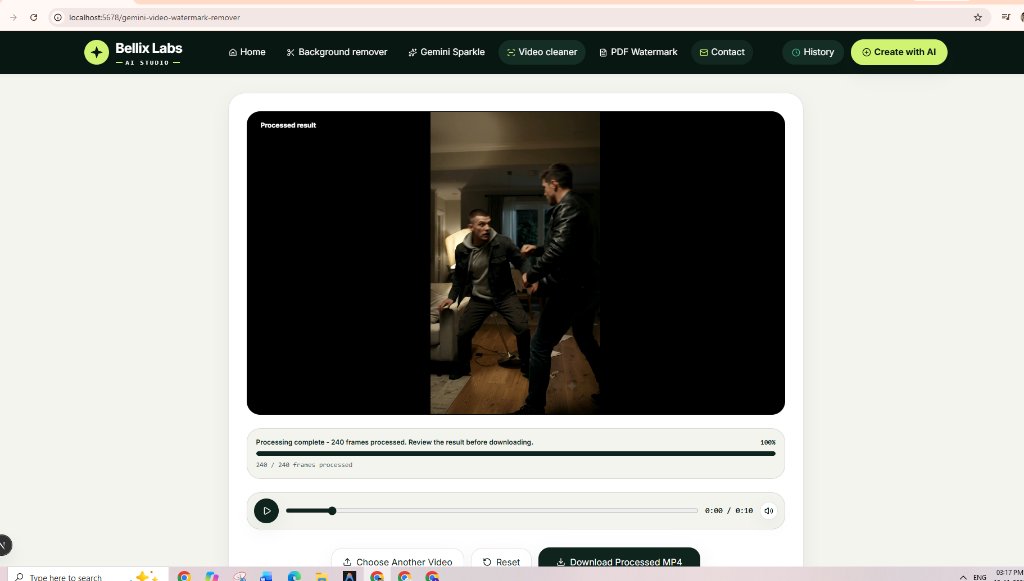 localhost:5678/gemini-video-watermark-remover
Bellix Labs
AI STUDIO
Home
Background remover
Gemini Sparkle
Video cleaner
PDF Watermark
Contact
History
Create with AI
Processed result
Processing complete - 240 frames processed. Review the result before downloading.
100%
240 / 240 frames processed
0:00 / 0:10
Choose Another Video
Reset
Download Processed MP4
Type here to search
ENG
03:17 PM